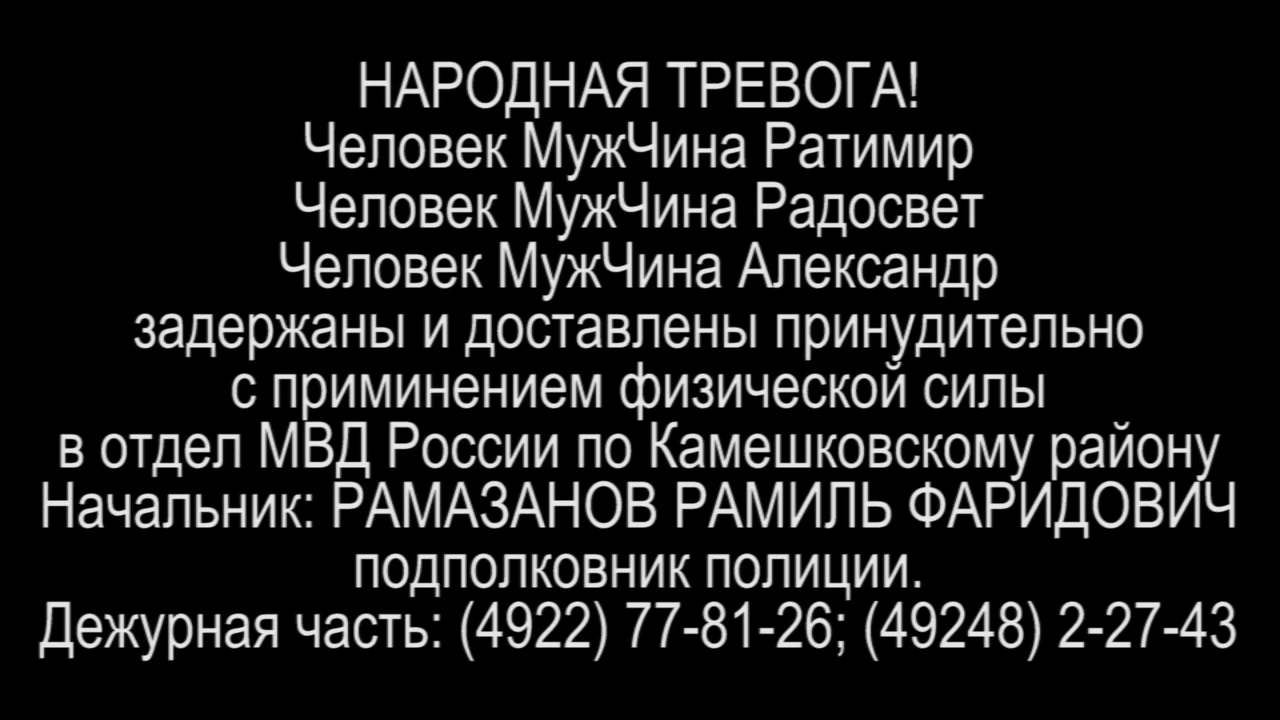 НАРОДНАЯ ТРЕВОГА!
Человек МужЧина Ратимир
Человек МужЧина Радосвет
Человек МужЧина Александр
задержаны и доставлены принудительно
с приминением физической силы
в отдел МВД России по Камешковскому району
Начальник: РАМАЗАНОВ РАМИЛЬ ФАРИДОВИЧ
подполковник полиции.
Дежурная часть: (4922) 77-81-26; (49248) 2-27-43